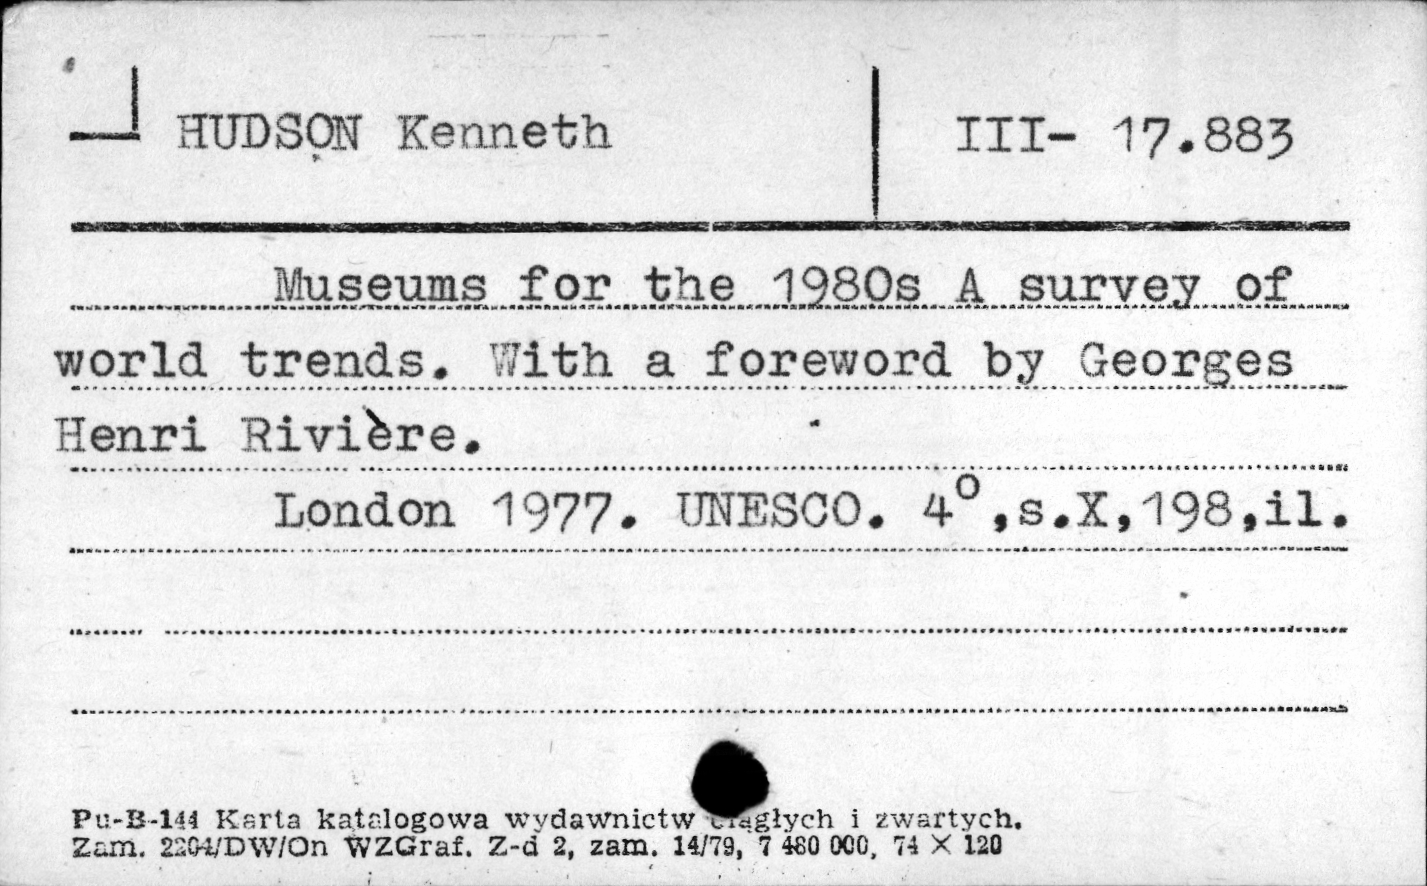 HUDSON Kenneth III- 17.883
Museums for the 1980s A survey of
world trends. With a foreword by Georges
Henri Rivière.
London 1977. UNESCO. 4°,s.X,198,il.
Pu-B-144 Karta katalogowa wydawnictw ciągłych i zwartych.
Zam. 2204/DW/On WZGraf. Z-d 2, zam. 14/79, 7 480 000, 74 X 120